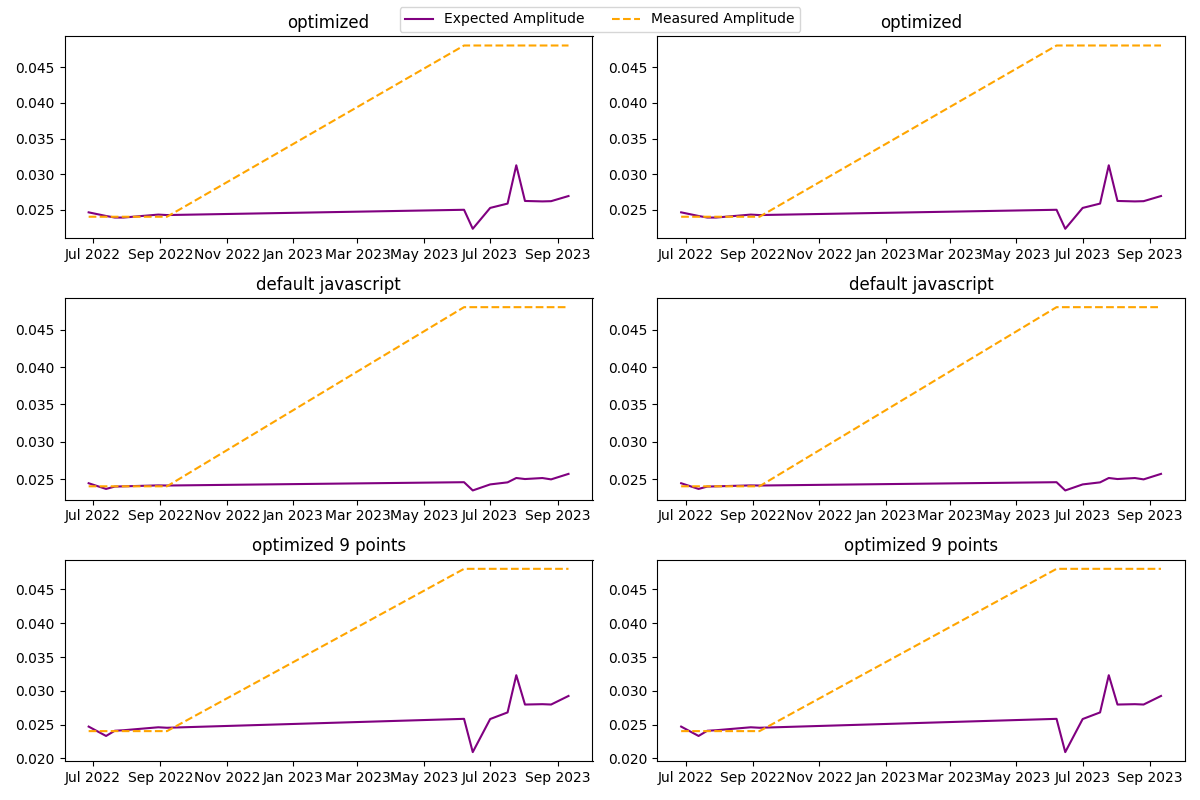 Expected Amplitude Measured Amplitude
optimized optimized
0.045 0.045
0.040 0.040
0.035 0.035
0.030 0.030
0.025 0.025
Jul 2022 Sep 2022 Nov 2022 Jan 2023 Mar 2023 May 2023 Jul 2023 Sep 2023 Jul 2022 Sep 2022 Nov 2022 Jan 2023 Mar 2023 May 2023 Jul 2023 Sep 2023
default javascript default javascript
0.045 0.045
0.040 0.040
0.035 0.035
0.030 0.030
0.025 0.025
Jul 2022 Sep 2022 Nov 2022 Jan 2023 Mar 2023 May 2023 Jul 2023 Sep 2023 Jul 2022 Sep 2022 Nov 2022 Jan 2023 Mar 2023 May 2023 Jul 2023 Sep 2023
optimized 9 points optimized 9 points
0.045 0.045
0.040 0.040
0.035 0.035
0.030 0.030
0.025 0.025
0.020 0.020
Jul 2022 Sep 2022 Nov 2022 Jan 2023 Mar 2023 May 2023 Jul 2023 Sep 2023 Jul 2022 Sep 2022 Nov 2022 Jan 2023 Mar 2023 May 2023 Jul 2023 Sep 2023